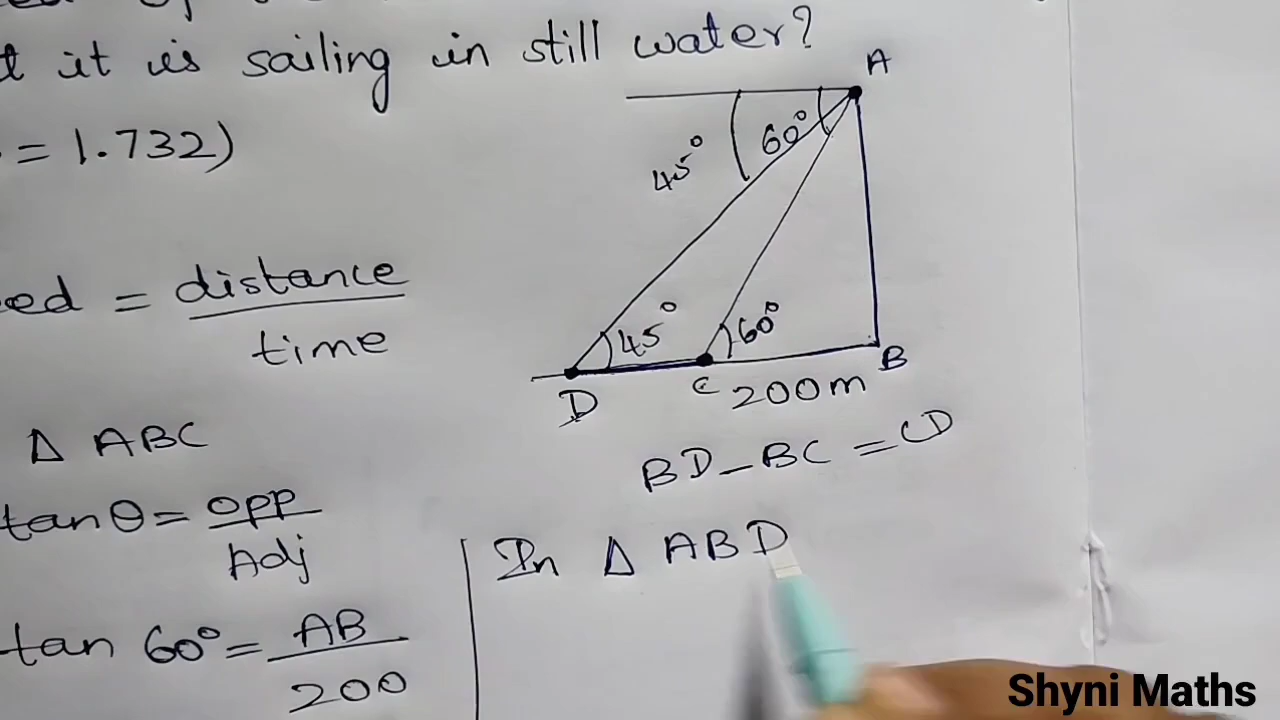 t it is sailing in still water?
= 1.732)
A
60°
45°
eed = distance
time
45°
60°
D
C
200m
B
BD - BC = CD
Δ ABC
tanθ = opp
Adj
tan 60° = AB
200
In Δ ABD
Shyni Maths